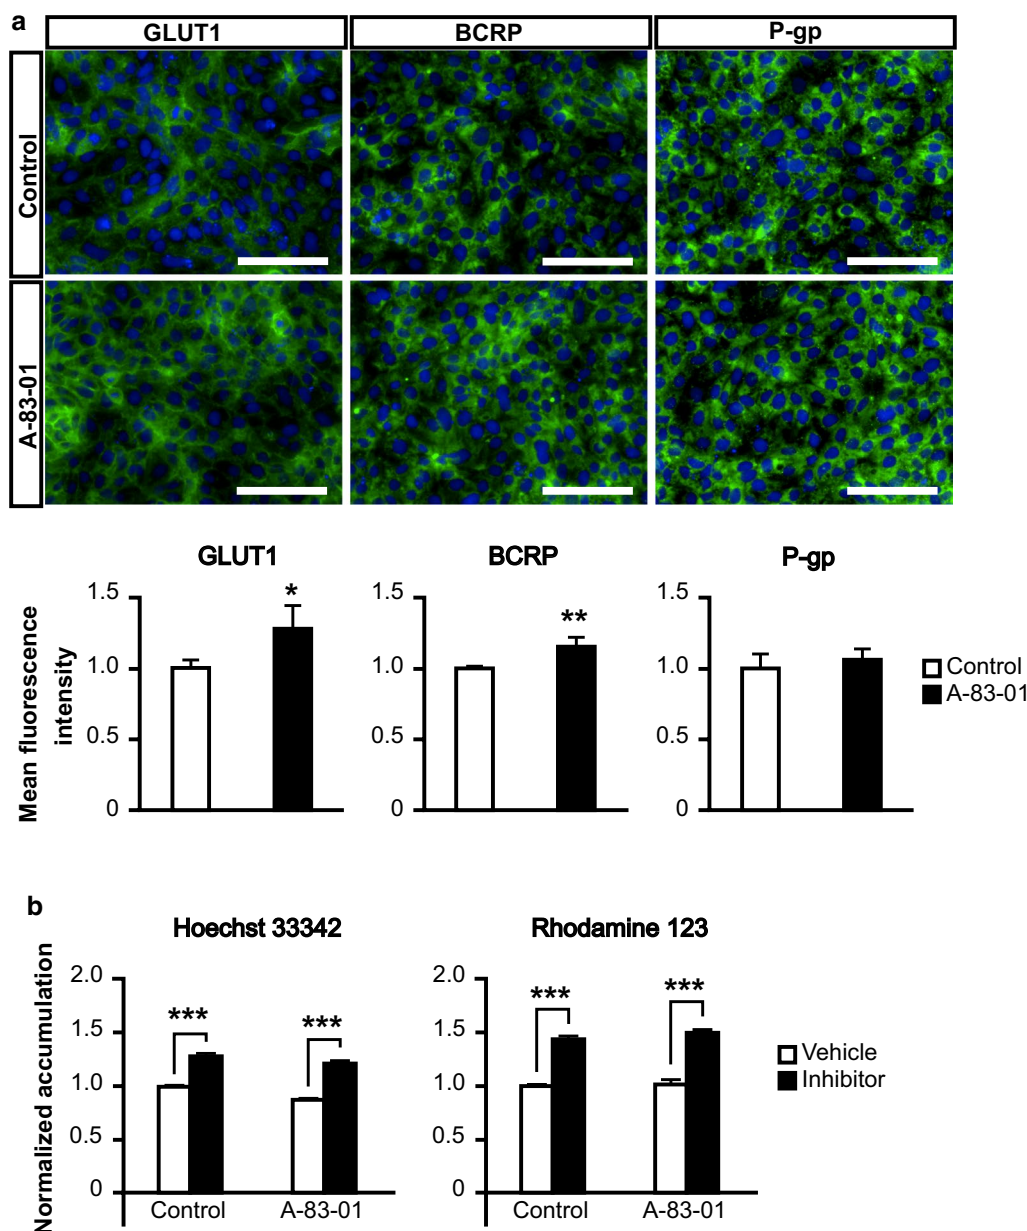 a
GLUT1 BCRP P-gp
Control
A-83-01
GLUT1 BCRP P-gp
Mean fluorescence
intensity
1.5
1.0
0.5
0
*
1.5
1.0
0.5
0
**
1.5
1.0
0.5
0
Control
A-83-01
b
Hoechst 33342 Rhodamine 123
Normalized accumulation
2.0
1.5
1.0
0.5
0
***
***
Control A-83-01
2.0
1.5
1.0
0.5
0
***
***
Control A-83-01
Vehicle
Inhibitor